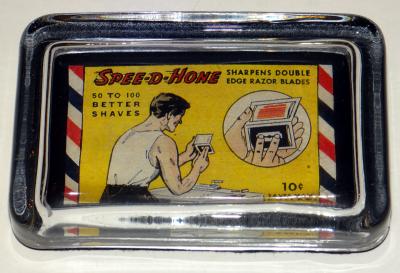 SPEE-D-HONE
SHARPENS DOUBLE
EDGE RAZOR BLADES
50 TO 100
BETTER
SHAVES
10¢